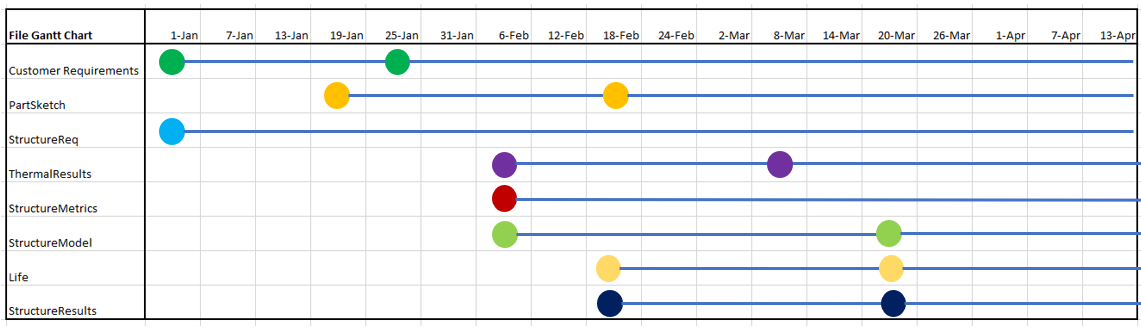 File Gantt Chart 1-Jan 7-Jan 13-Jan 19-Jan 25-Jan 31-Jan 6-Feb 12-Feb 18-Feb 24-Feb 2-Mar 8-Mar 14-Mar 20-Mar 26-Mar 1-Apr 7-Apr 13-Apr
Customer Requirements
PartSketch
StructureReq
ThermalResults
StructureMetrics
StructureModel
Life
StructureResults